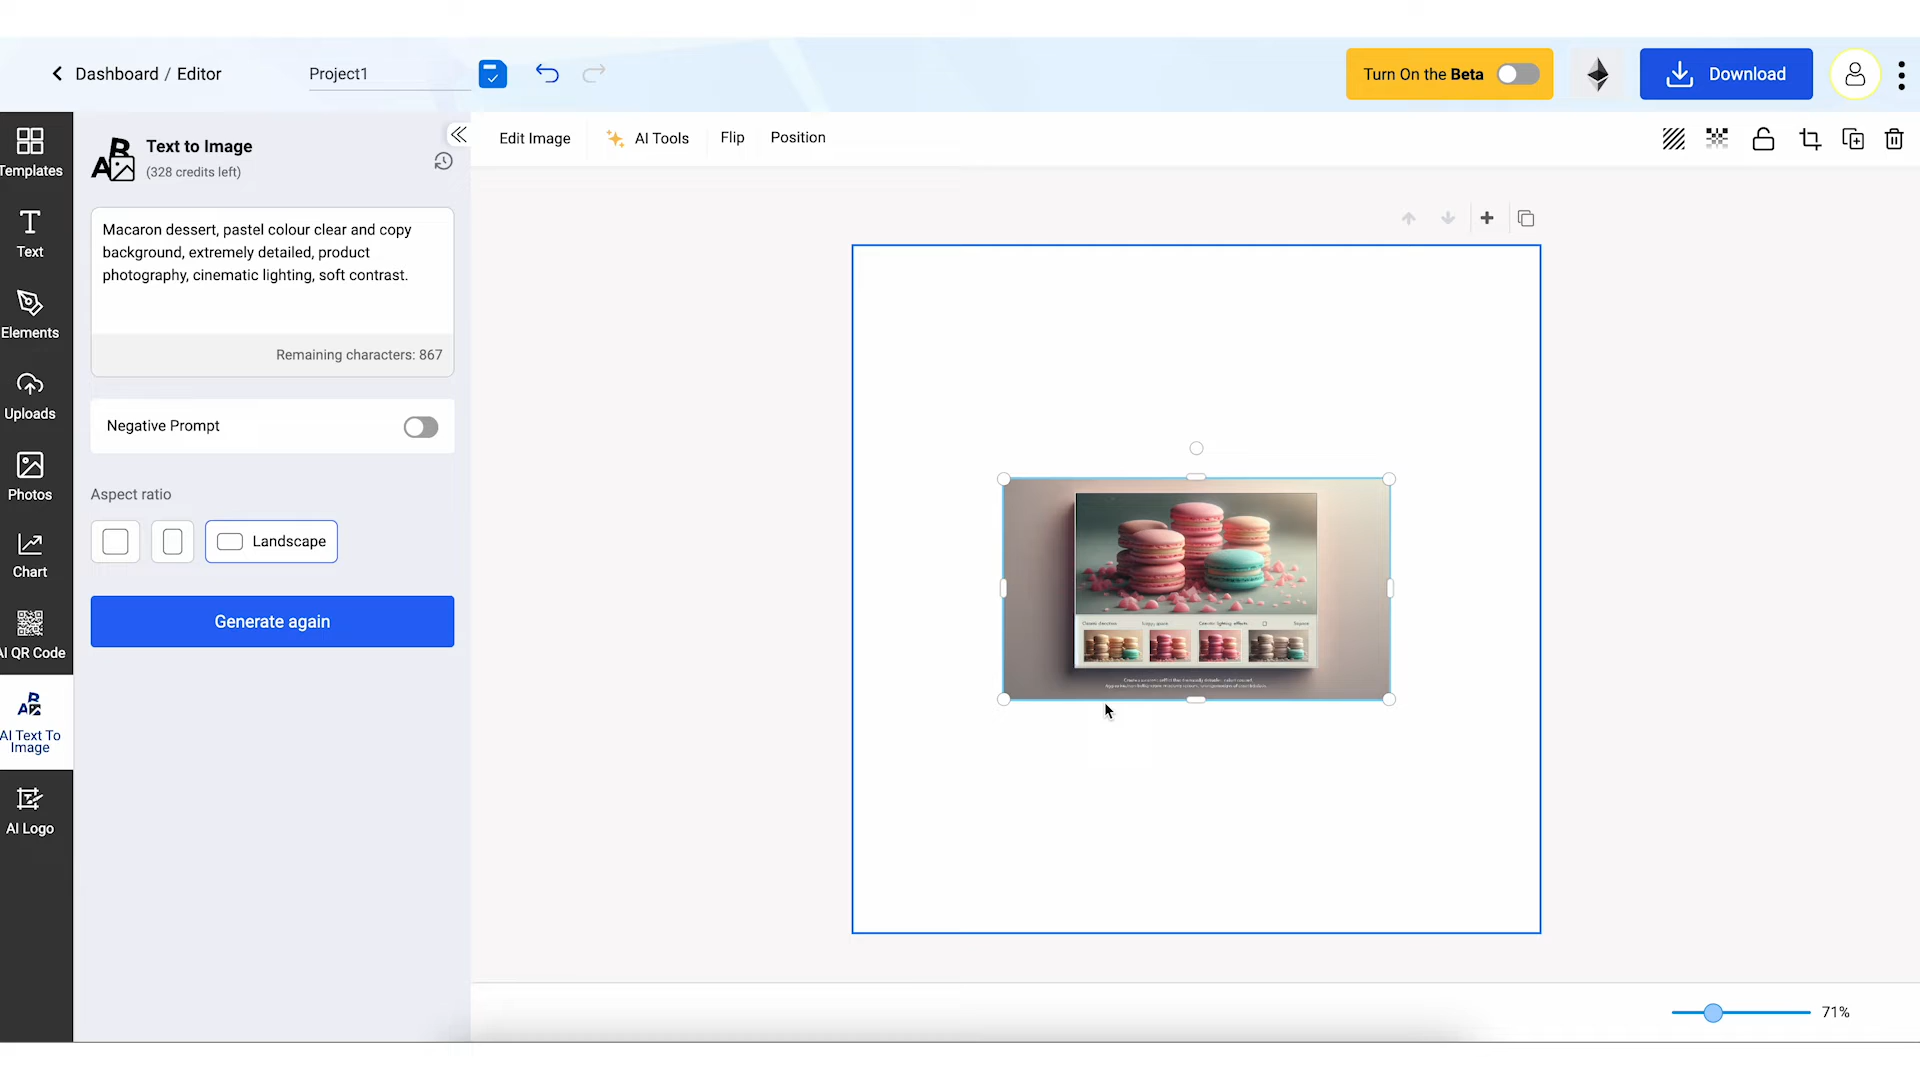 Dashboard / Editor
Project1
Turn On the Beta
Download
Templates
Text
Elements
Uploads
Photos
Chart
AI QR Code
AI Text To
Image
AI Logo
Text to Image
(328 credits left)
Macaron dessert, pastel colour clear and copy
background, extremely detailed, product
photography, cinematic lighting, soft contrast.
Remaining characters: 867
Negative Prompt
Aspect ratio
Landscape
Generate again
Edit Image
AI Tools
Flip
Position
71%